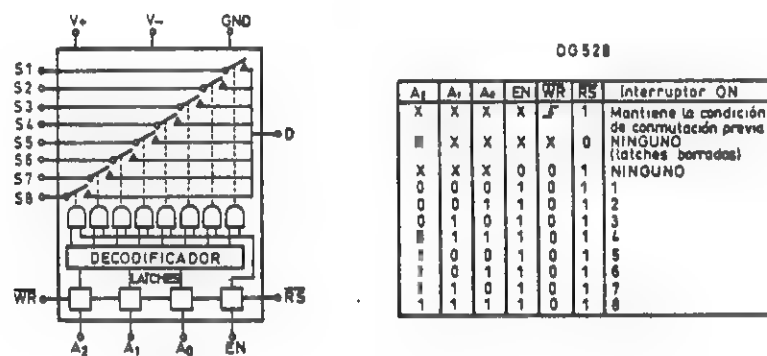 V+ V- GND
S1
S2
S3
S4
S5
S6
S7
S8
D
DECODIFICADOR
LATCHES
WR RS
A2 A1 A0 EN
DG528
A2 A1 A0 EN WR RS Interruptor ON
X X X X 1 Mantiene la condición
de conmutación previa
X X X X 0 NINGUNO
(latches borrados)
X X X 0 0 1 NINGUNO
0 0 0 1 0 1 1
0 0 1 1 0 1 2
0 1 0 1 0 1 3
1 1 1 0 1 4
0 0 1 0 1 5
0 1 1 0 1 6
1 0 1 0 1 7
1 1 1 1 0 1 8